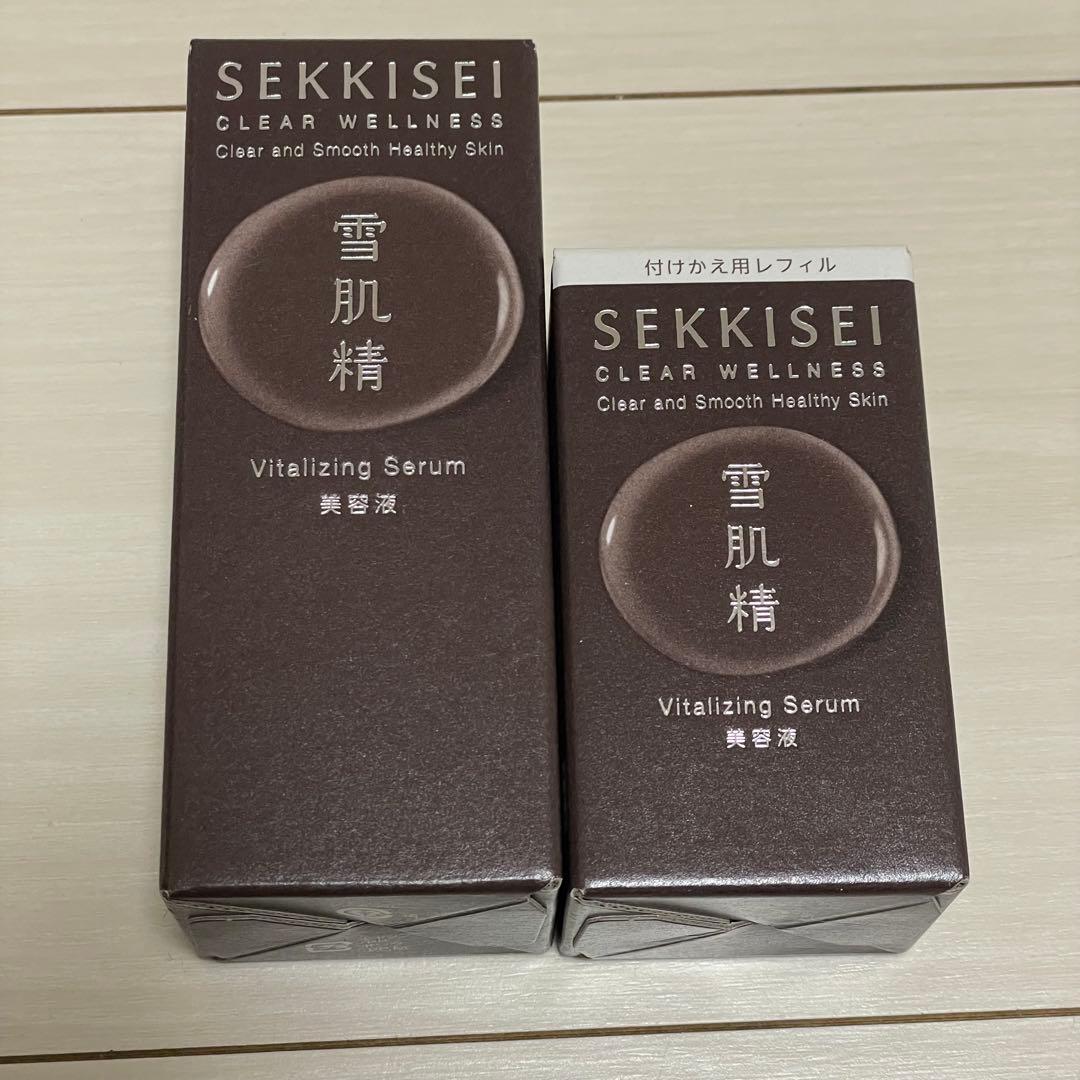 SEKKISEI
CLEAR WELLNESS
Clear and Smooth Healthy Skin
雪肌精
Vitalizing Serum
美容液
付けかえ用レフィル
SEKKISEI
CLEAR WELLNESS
Clear and Smooth Healthy Skin
雪肌精
Vitalizing Serum
美容液